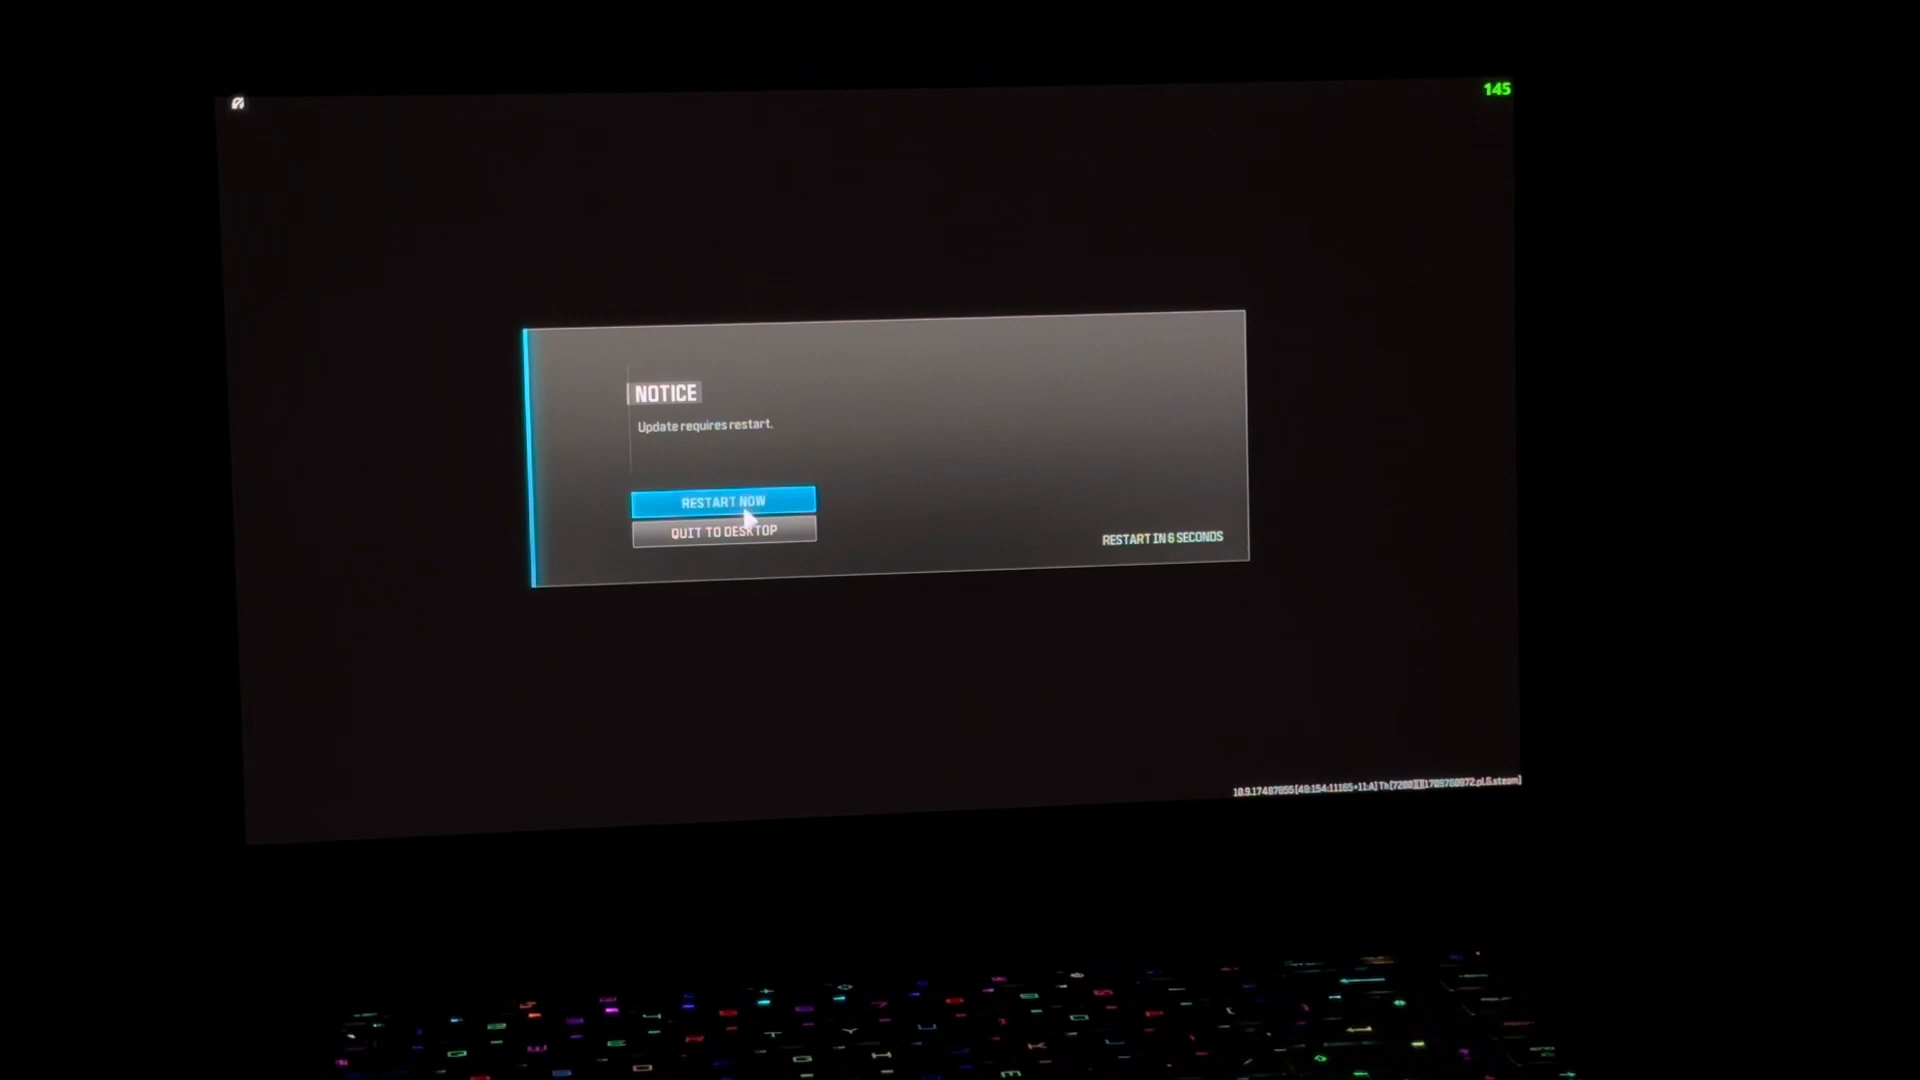 145
NOTICE
Update requires restart.
RESTART NOW
QUIT TO DESKTOP
RESTART IN 6 SECONDS